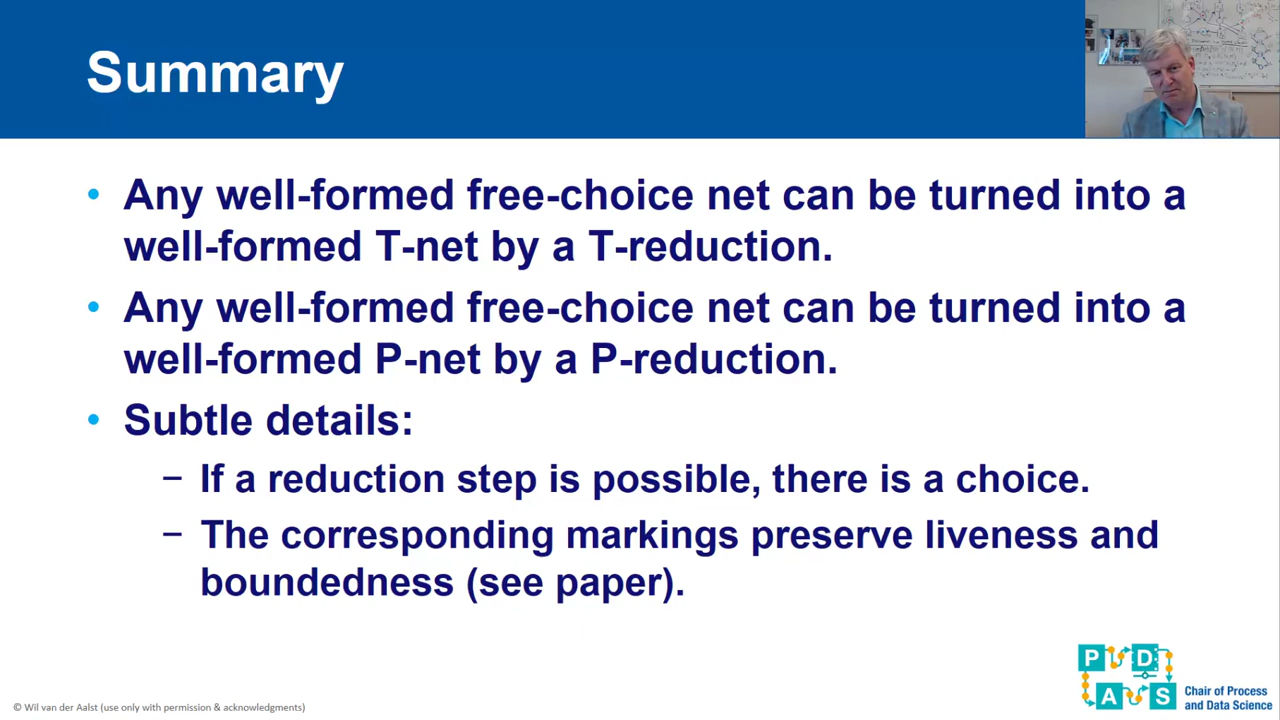 Summary
• Any well-formed free-choice net can be turned into a
well-formed T-net by a T-reduction.
• Any well-formed free-choice net can be turned into a
well-formed P-net by a P-reduction.
• Subtle details:
− If a reduction step is possible, there is a choice.
− The corresponding markings preserve liveness and
boundedness (see paper).
P D
A S
Chair of Process
and Data Science
© Wil van der Aalst (use only with permission & acknowledgments)